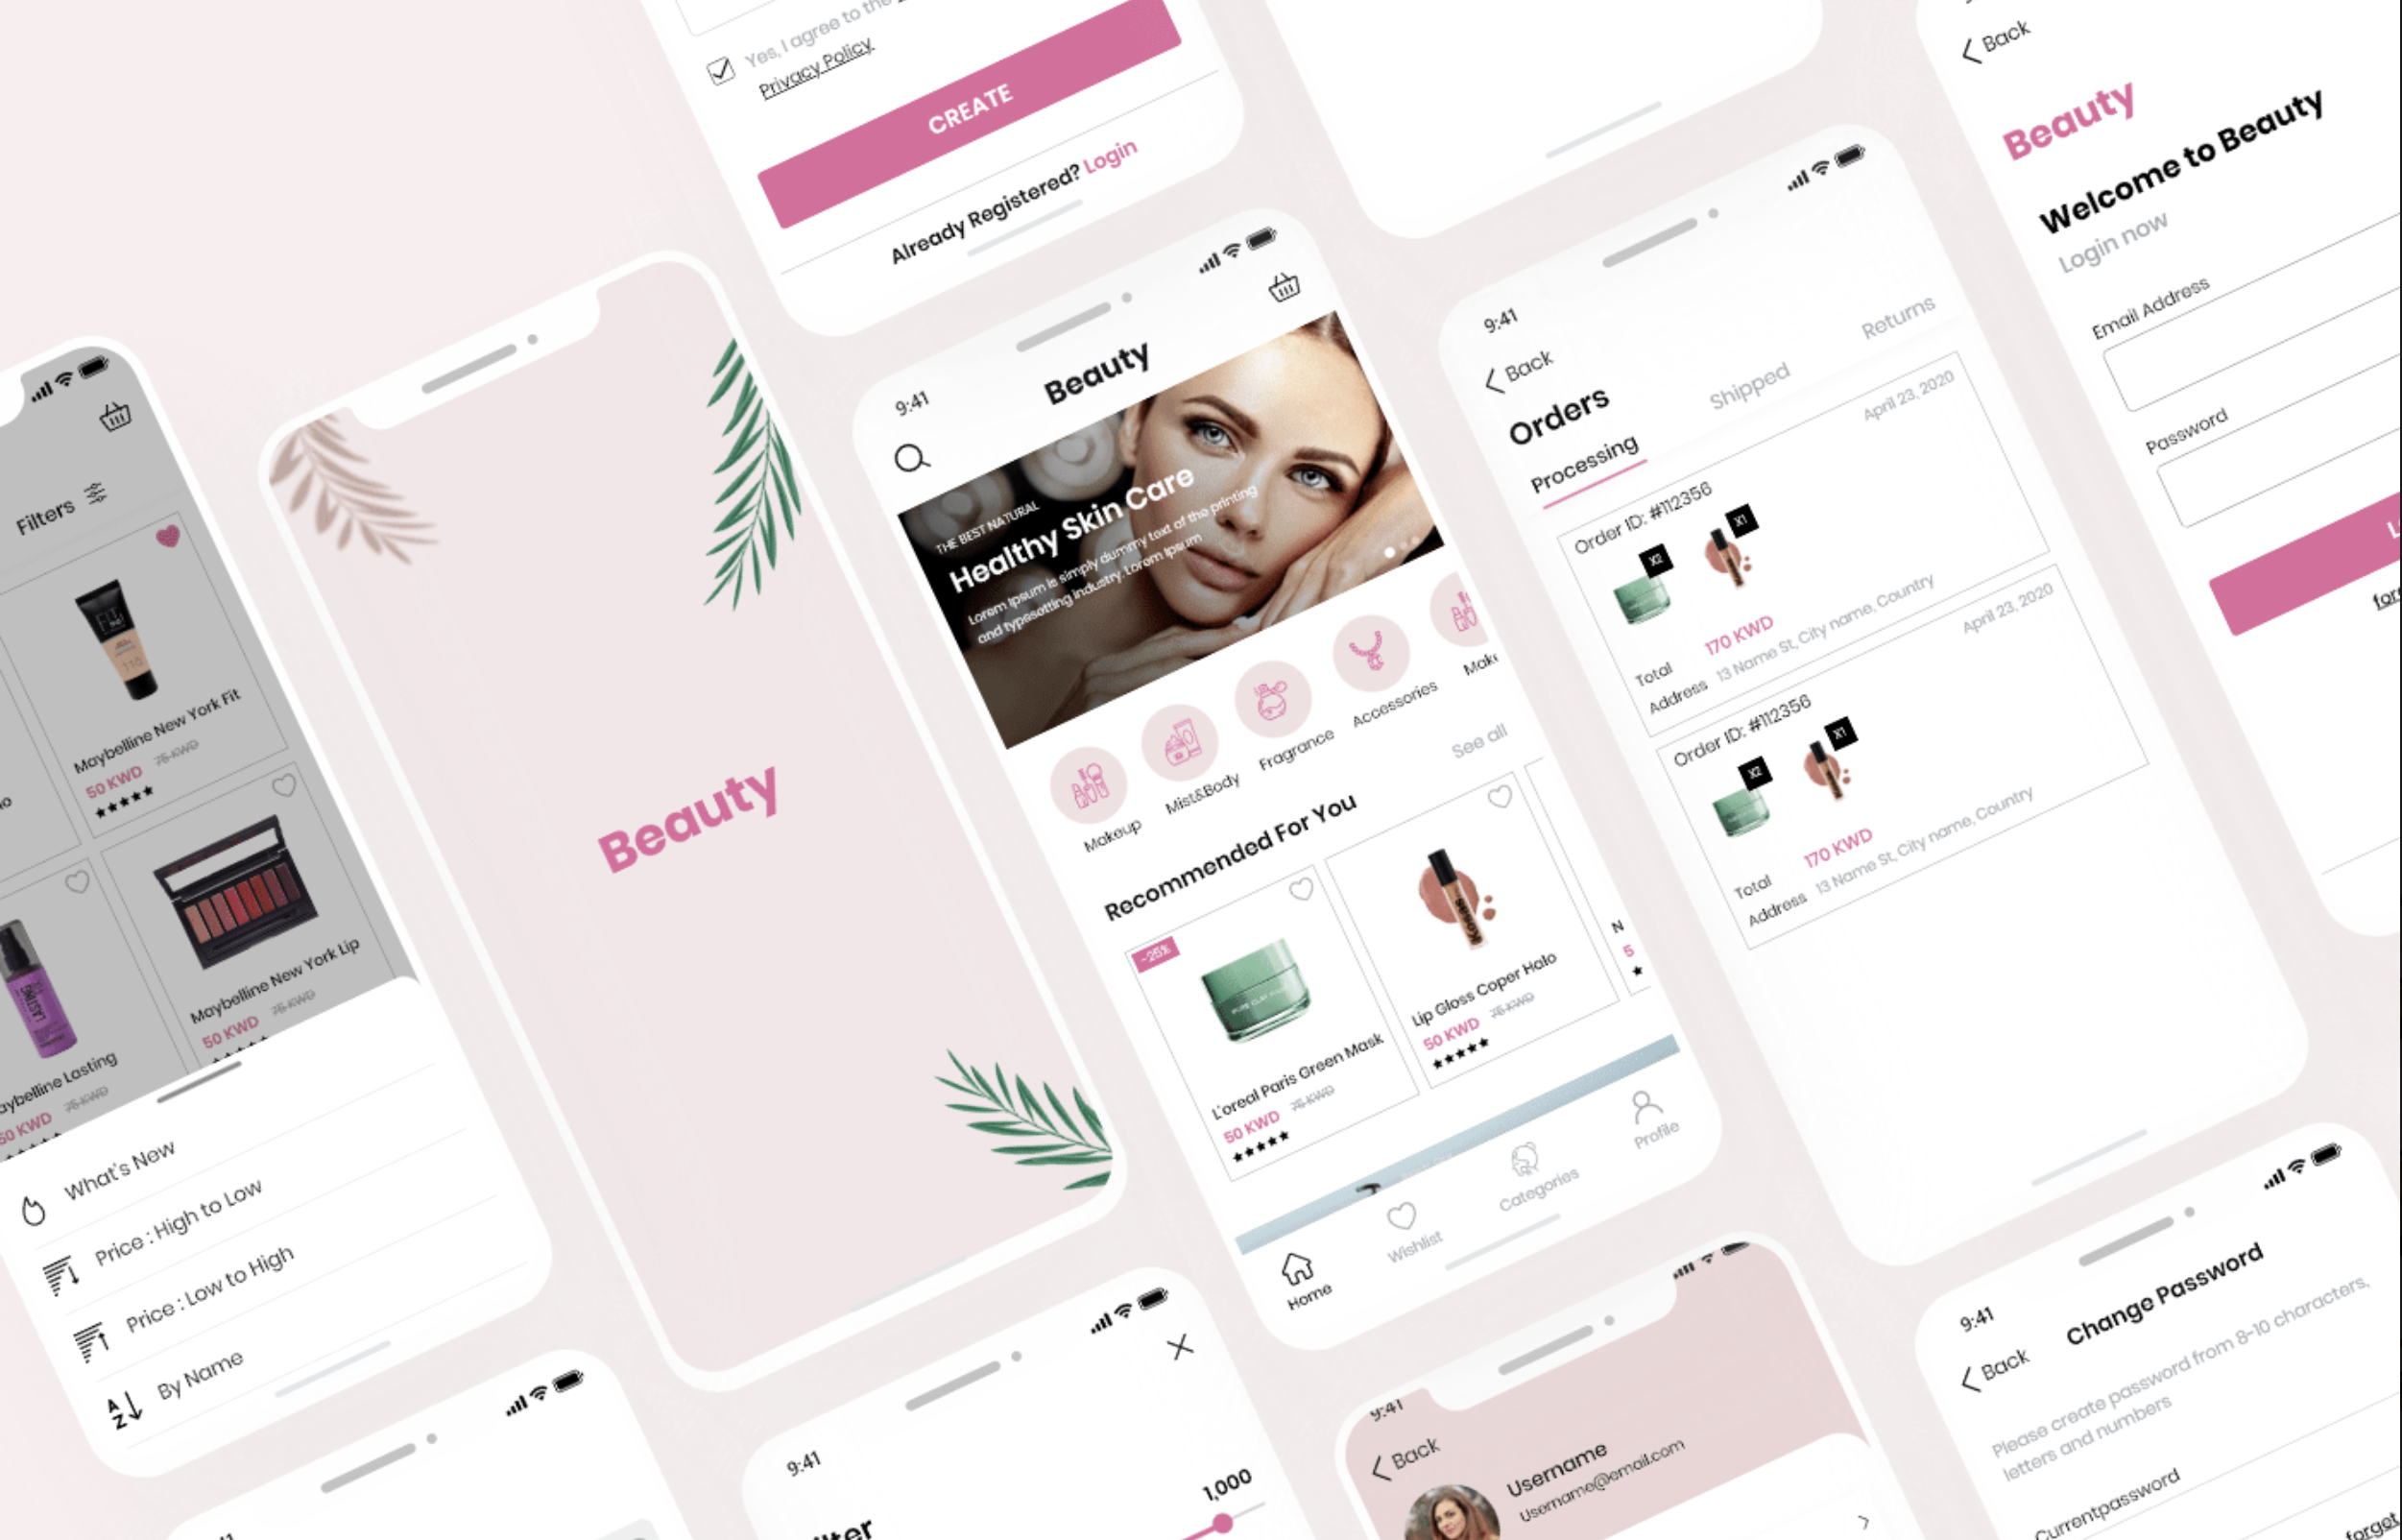 Yes, I agree to the
Privacy Policy.
CREATE
Already Registered? Login
Back
Beauty
Welcome to Beauty
Login now
Email Address
Password
Filters
Maybelline New York Fit
50 KWD 75 KWD
Maybelline New York Lip
50 KWD 75 KWD
LASTING
aybelline Lasting
50 KWD 75 KWD
What's New
Price : High to Low
Price : Low to High
By Name
A
Z
Beauty
9:41
Beauty
THE BEST NATURAL
Healthy Skin Care
Lorem Ipsum is simply dummy text of the printing
and typesetting industry. Lorem Ipsum
Makeup
Mist&Body
Fragrance
Accessories
Make
Recommended For You
See all
-25%
L'oreal Paris Green Mask
50 KWD 75 KWD
Kosas
Lip Gloss Coper Halo
50 KWD 75 KWD
N
5
Home
Wishlist
Categories
Profile
9:41
Back
Orders
Processing
Shipped
Returns
Order ID: #112356
April 23, 2020
X2
X1
Total 170 KWD
Address 13 Name St, City name, Country
Order ID: #112356
April 23, 2020
X2
X1
Total 170 KWD
Address 13 Name St, City name, Country
9:41
1,000
9:41
Back
Username
Username@email.com
9:41
Back
Change Password
Please create password from 8-10 characters,
letters and numbers
Currentpassword
forget